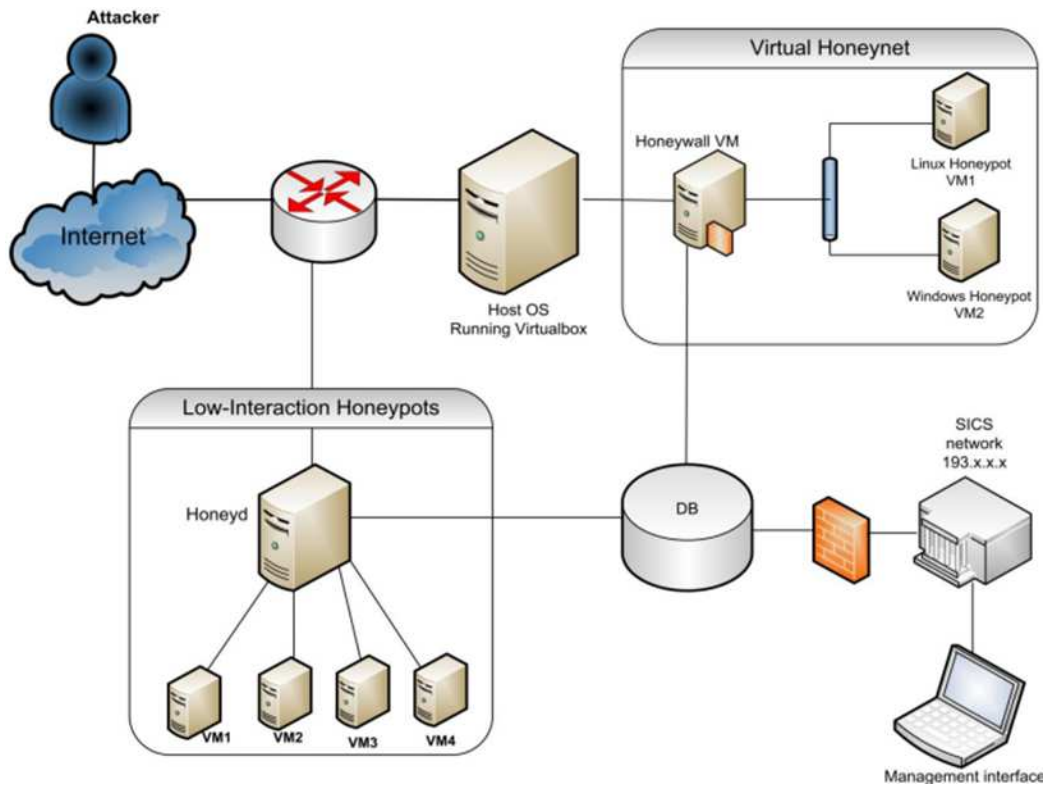 Attacker
Internet
Virtual Honeynet
Honeywall VM
Linux Honeypot
VM1
Windows Honeypot
VM2
Host OS
Running Virtualbox
Low-Interaction Honeypots
Honeyd
VM1
VM2
VM3
VM4
DB
SICS
network
193.x.x.x
Management interface